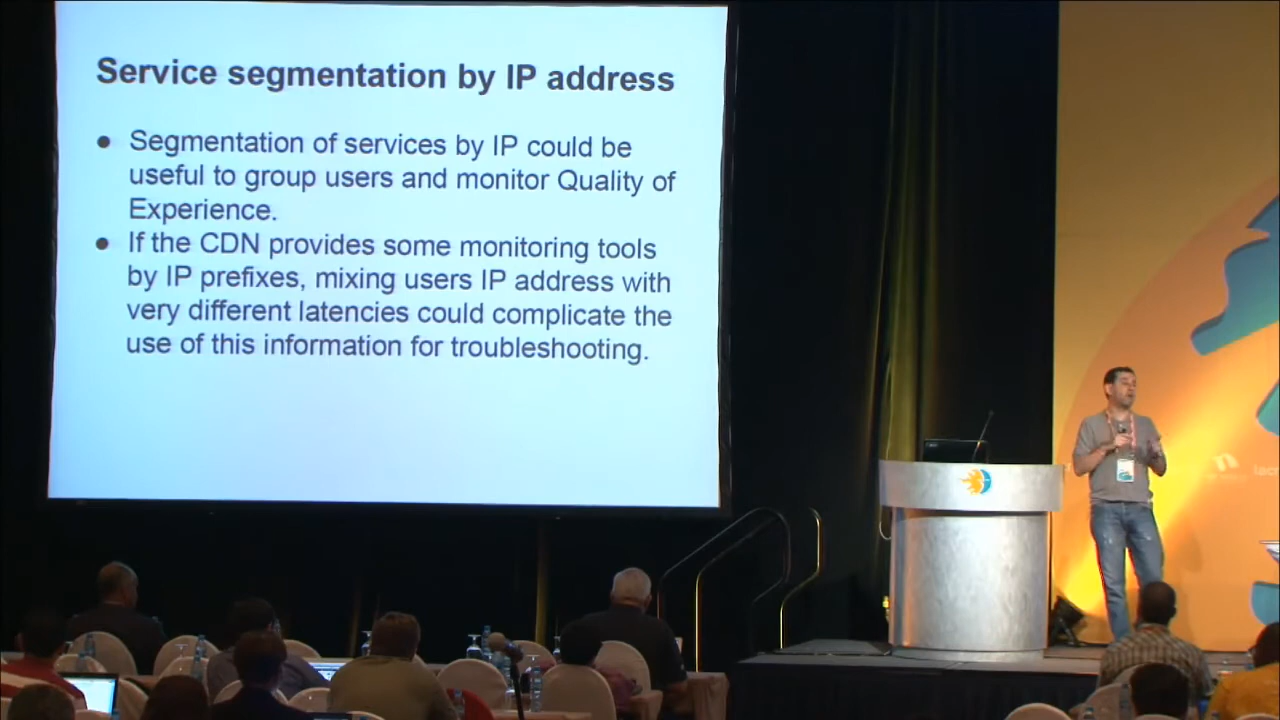 Service segmentation by IP address
● Segmentation of services by IP could be
useful to group users and monitor Quality of
Experience.
● If the CDN provides some monitoring tools
by IP prefixes, mixing users IP address with
very different latencies could complicate the
use of this information for troubleshooting.